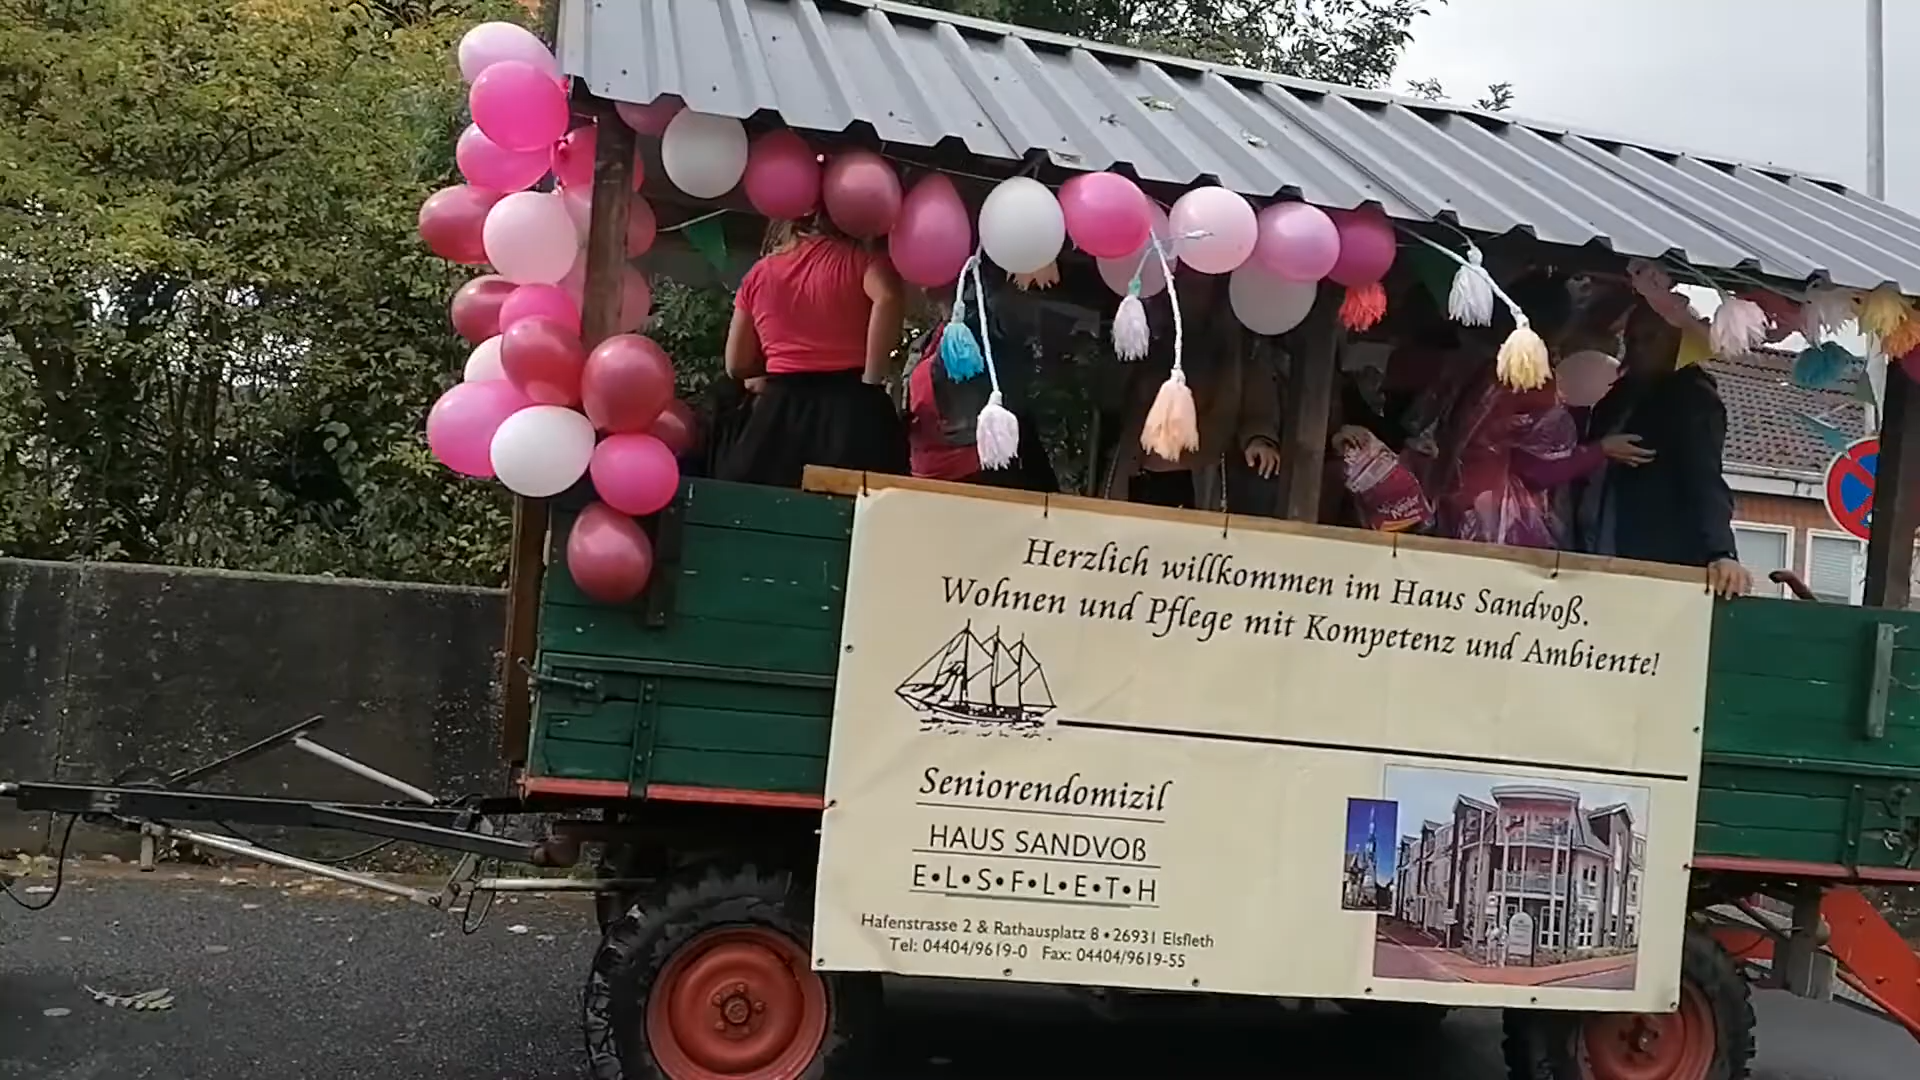 Herzlich willkommen im Haus Sandvoß.
Wohnen und Pflege mit Kompetenz und Ambiente!
Seniorendomizil
HAUS SANDVOß
E•L•S•F•L•E•T•H
Hafenstrasse 2 & Rathausplatz 8 • 26931 Elsfleth
Tel: 04404/9619-0 Fax: 04404/9619-55